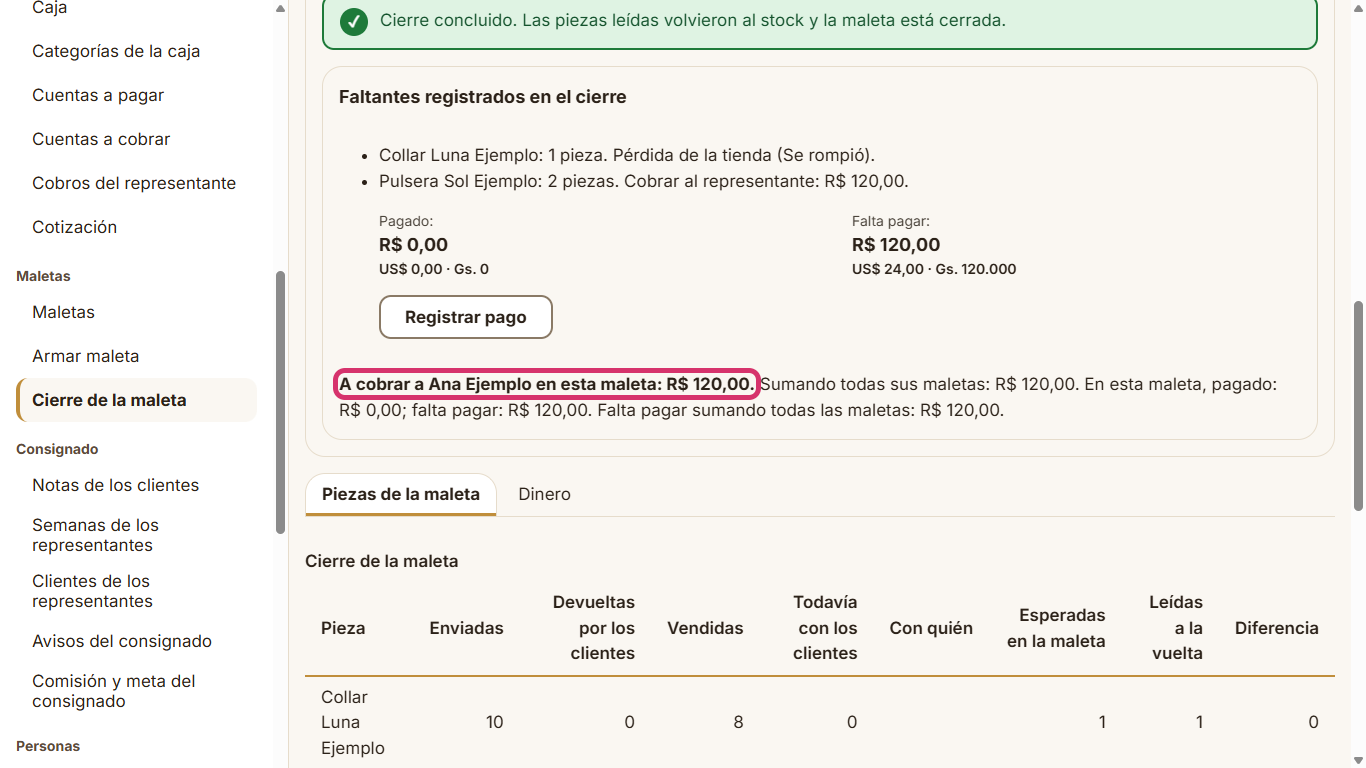 Caja
Categorías de la caja
Cuentas a pagar
Cuentas a cobrar
Cobros del representante
Cotización
Maletas
Maletas
Armar maleta
Cierre de la maleta
Consignado
Notas de los clientes
Semanas de los
representantes
Clientes de los
representantes
Avisos del consignado
Comisión y meta del
consignado
Personas
Cierre concluido. Las piezas leídas volvieron al stock y la maleta está cerrada.
Faltantes registrados en el cierre
• Collar Luna Ejemplo: 1 pieza. Pérdida de la tienda (Se rompió).
• Pulsera Sol Ejemplo: 2 piezas. Cobrar al representante: R$ 120,00.
Pagado:
R$ 0,00
US$ 0,00 · Gs. 0
Falta pagar:
R$ 120,00
US$ 24,00 · Gs. 120.000
Registrar pago
A cobrar a Ana Ejemplo en esta maleta: R$ 120,00. Sumando todas sus maletas: R$ 120,00. En esta maleta, pagado:
R$ 0,00; falta pagar: R$ 120,00. Falta pagar sumando todas las maletas: R$ 120,00.
Piezas de la maleta
Dinero
Cierre de la maleta
Pieza
Enviadas
Devueltas
por los
clientes
Vendidas
Todavía
con los
clientes
Con quién
Esperadas
en la maleta
Leídas
a la
vuelta
Diferencia
Collar
Luna
Ejemplo
10
0
8
0
1
1
0